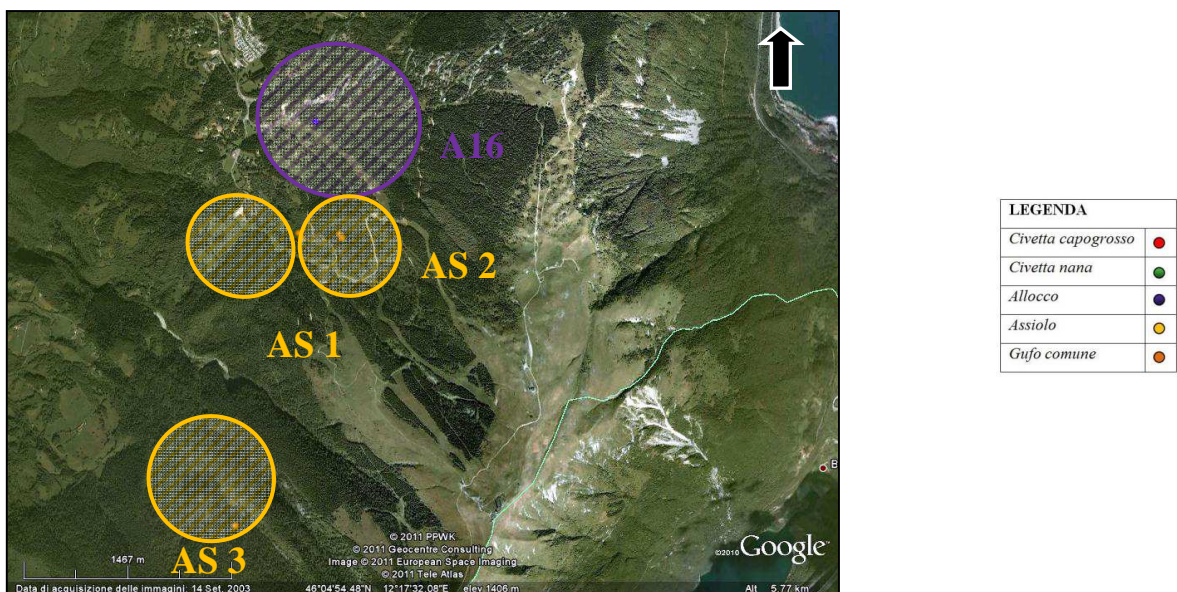 A16
AS 2
AS 1
AS 3
1467 m
© 2011 PPWK
© 2011 Geocentre Consulting
Image © 2011 European Space Imaging
© 2011 Tele Atlas
©2010 Google™
B
Data di acquisizione delle immagini: 14 Set, 2003 46°04'54.48"N 12°17'32.08"E elev 1406 m Alt 5.77 km
LEGENDA
Civetta capogrosso
Civetta nana
Allocco
Assiolo
Gufo comune